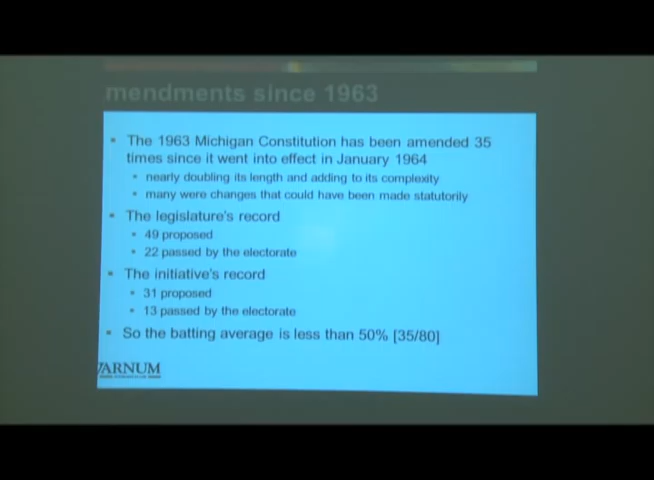 mendments since 1963
▪ The 1963 Michigan Constitution has been amended 35
times since it went into effect in January 1964
▪ nearly doubling its length and adding to its complexity
▪ many were changes that could have been made statutorily
▪ The legislature's record
▪ 49 proposed
▪ 22 passed by the electorate
▪ The initiative's record
▪ 31 proposed
▪ 13 passed by the electorate
▪ So the batting average is less than 50% [35/80]
VARNUM